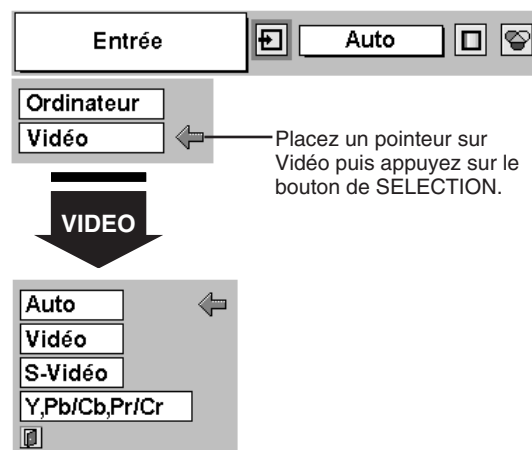 Entrée
Auto
Ordinateur
Vidéo
Placez un pointeur sur
Vidéo puis appuyez sur le
bouton de SELECTION.
VIDEO
Auto
Vidéo
S-Vidéo
Y,Pb/Cb,Pr/Cr